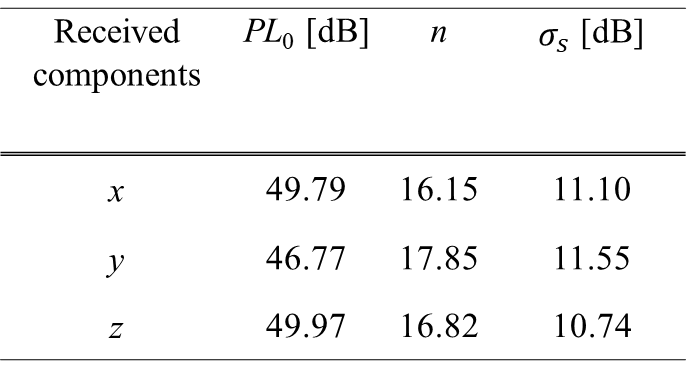 Received components PL₀ [dB] n σₛ [dB]
x 49.79 16.15 11.10
y 46.77 17.85 11.55
z 49.97 16.82 10.74